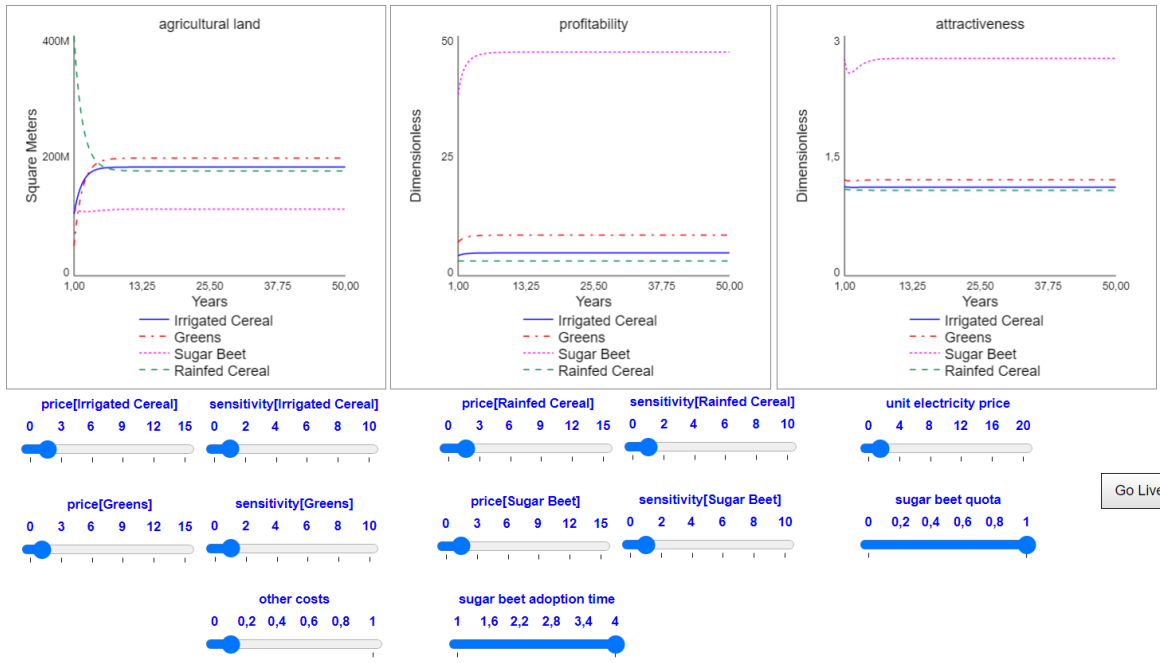 agricultural land
400M
200M
0
Square Meters
1,00 13,25 25,50 37,75 50,00
Years
Irrigated Cereal
Greens
Sugar Beet
Rainfed Cereal
profitability
50
25
0
Dimensionless
1,00 13,25 25,50 37,75 50,00
Years
Irrigated Cereal
Greens
Sugar Beet
Rainfed Cereal
attractiveness
3
1,5
0
Dimensionless
1,00 13,25 25,50 37,75 50,00
Years
Irrigated Cereal
Greens
Sugar Beet
Rainfed Cereal
price[Irrigated Cereal]
0 3 6 9 12 15
sensitivity[Irrigated Cereal]
0 2 4 6 8 10
price[Rainfed Cereal]
0 3 6 9 12 15
sensitivity[Rainfed Cereal]
0 2 4 6 8 10
unit electricity price
0 4 8 12 16 20
price[Greens]
0 3 6 9 12 15
sensitivity[Greens]
0 2 4 6 8 10
price[Sugar Beet]
0 3 6 9 12 15
sensitivity[Sugar Beet]
0 2 4 6 8 10
sugar beet quota
0 0,2 0,4 0,6 0,8 1
Go Live
other costs
0 0,2 0,4 0,6 0,8 1
sugar beet adoption time
1 1,6 2,2 2,8 3,4 4